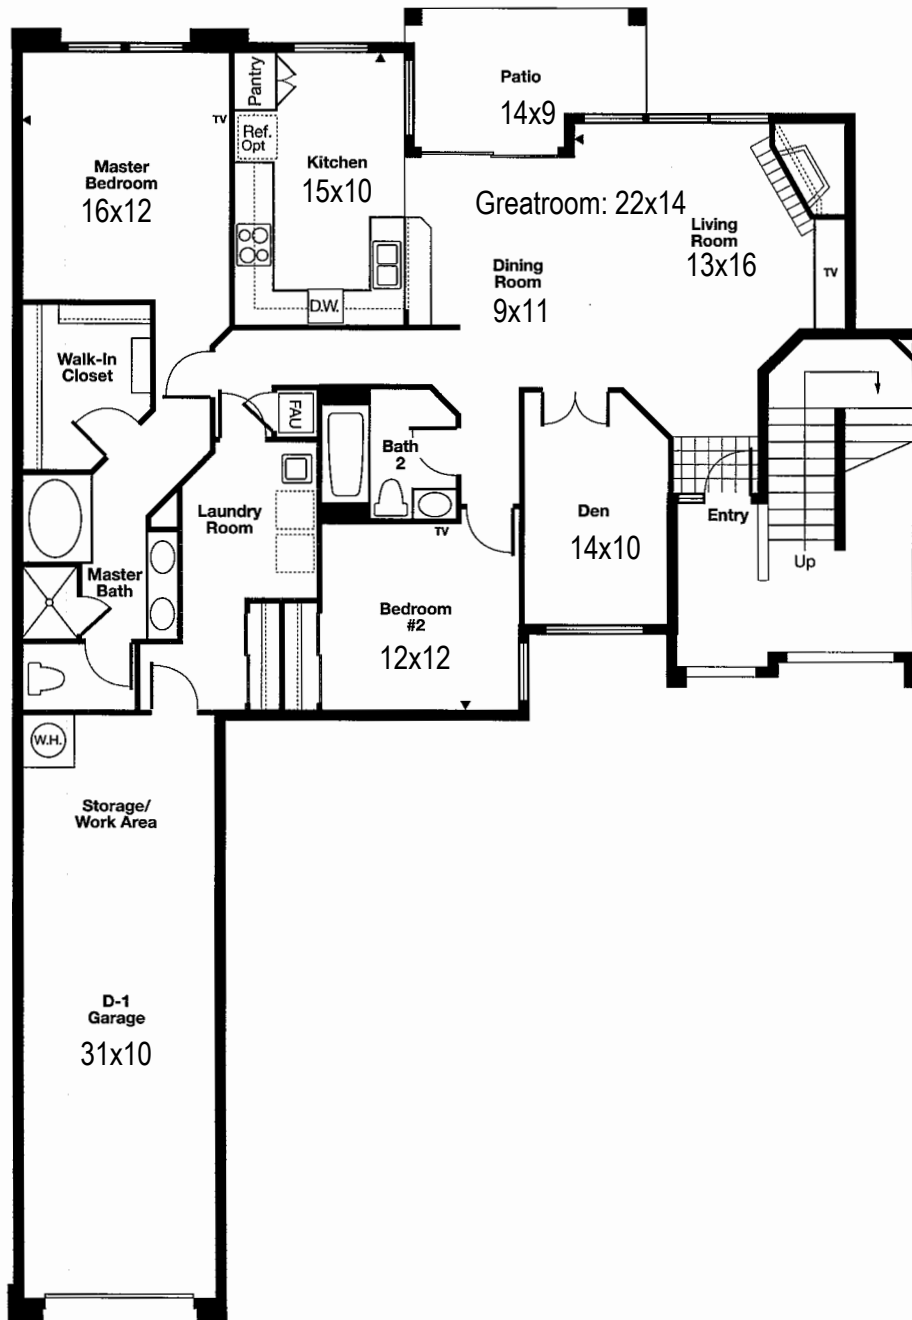 Patio
14x9
Pantry
TV
Ref.
Opt
Kitchen
15x10
Master
Bedroom
16x12
Greatroom: 22x14
Living
Room
13x16
TV
Dining
Room
9x11
D.W.
Walk-In
Closet
FAU
Bath
2
Laundry
Room
TV
Den
14x10
Entry
Up
Master
Bath
Bedroom
#2
12x12
W.H.
Storage/
Work Area
D-1
Garage
31x10